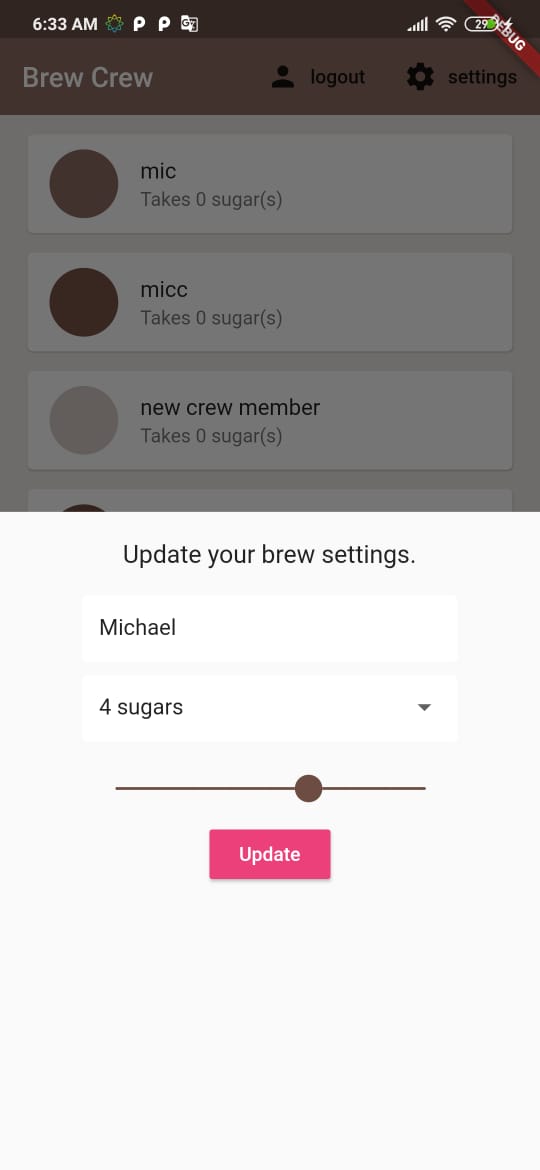 6:33 AM
29
DEBUG
Brew Crew
logout
settings
mic
Takes 0 sugar(s)
micc
Takes 0 sugar(s)
new crew member
Takes 0 sugar(s)
Update your brew settings.
Michael
4 sugars
Update